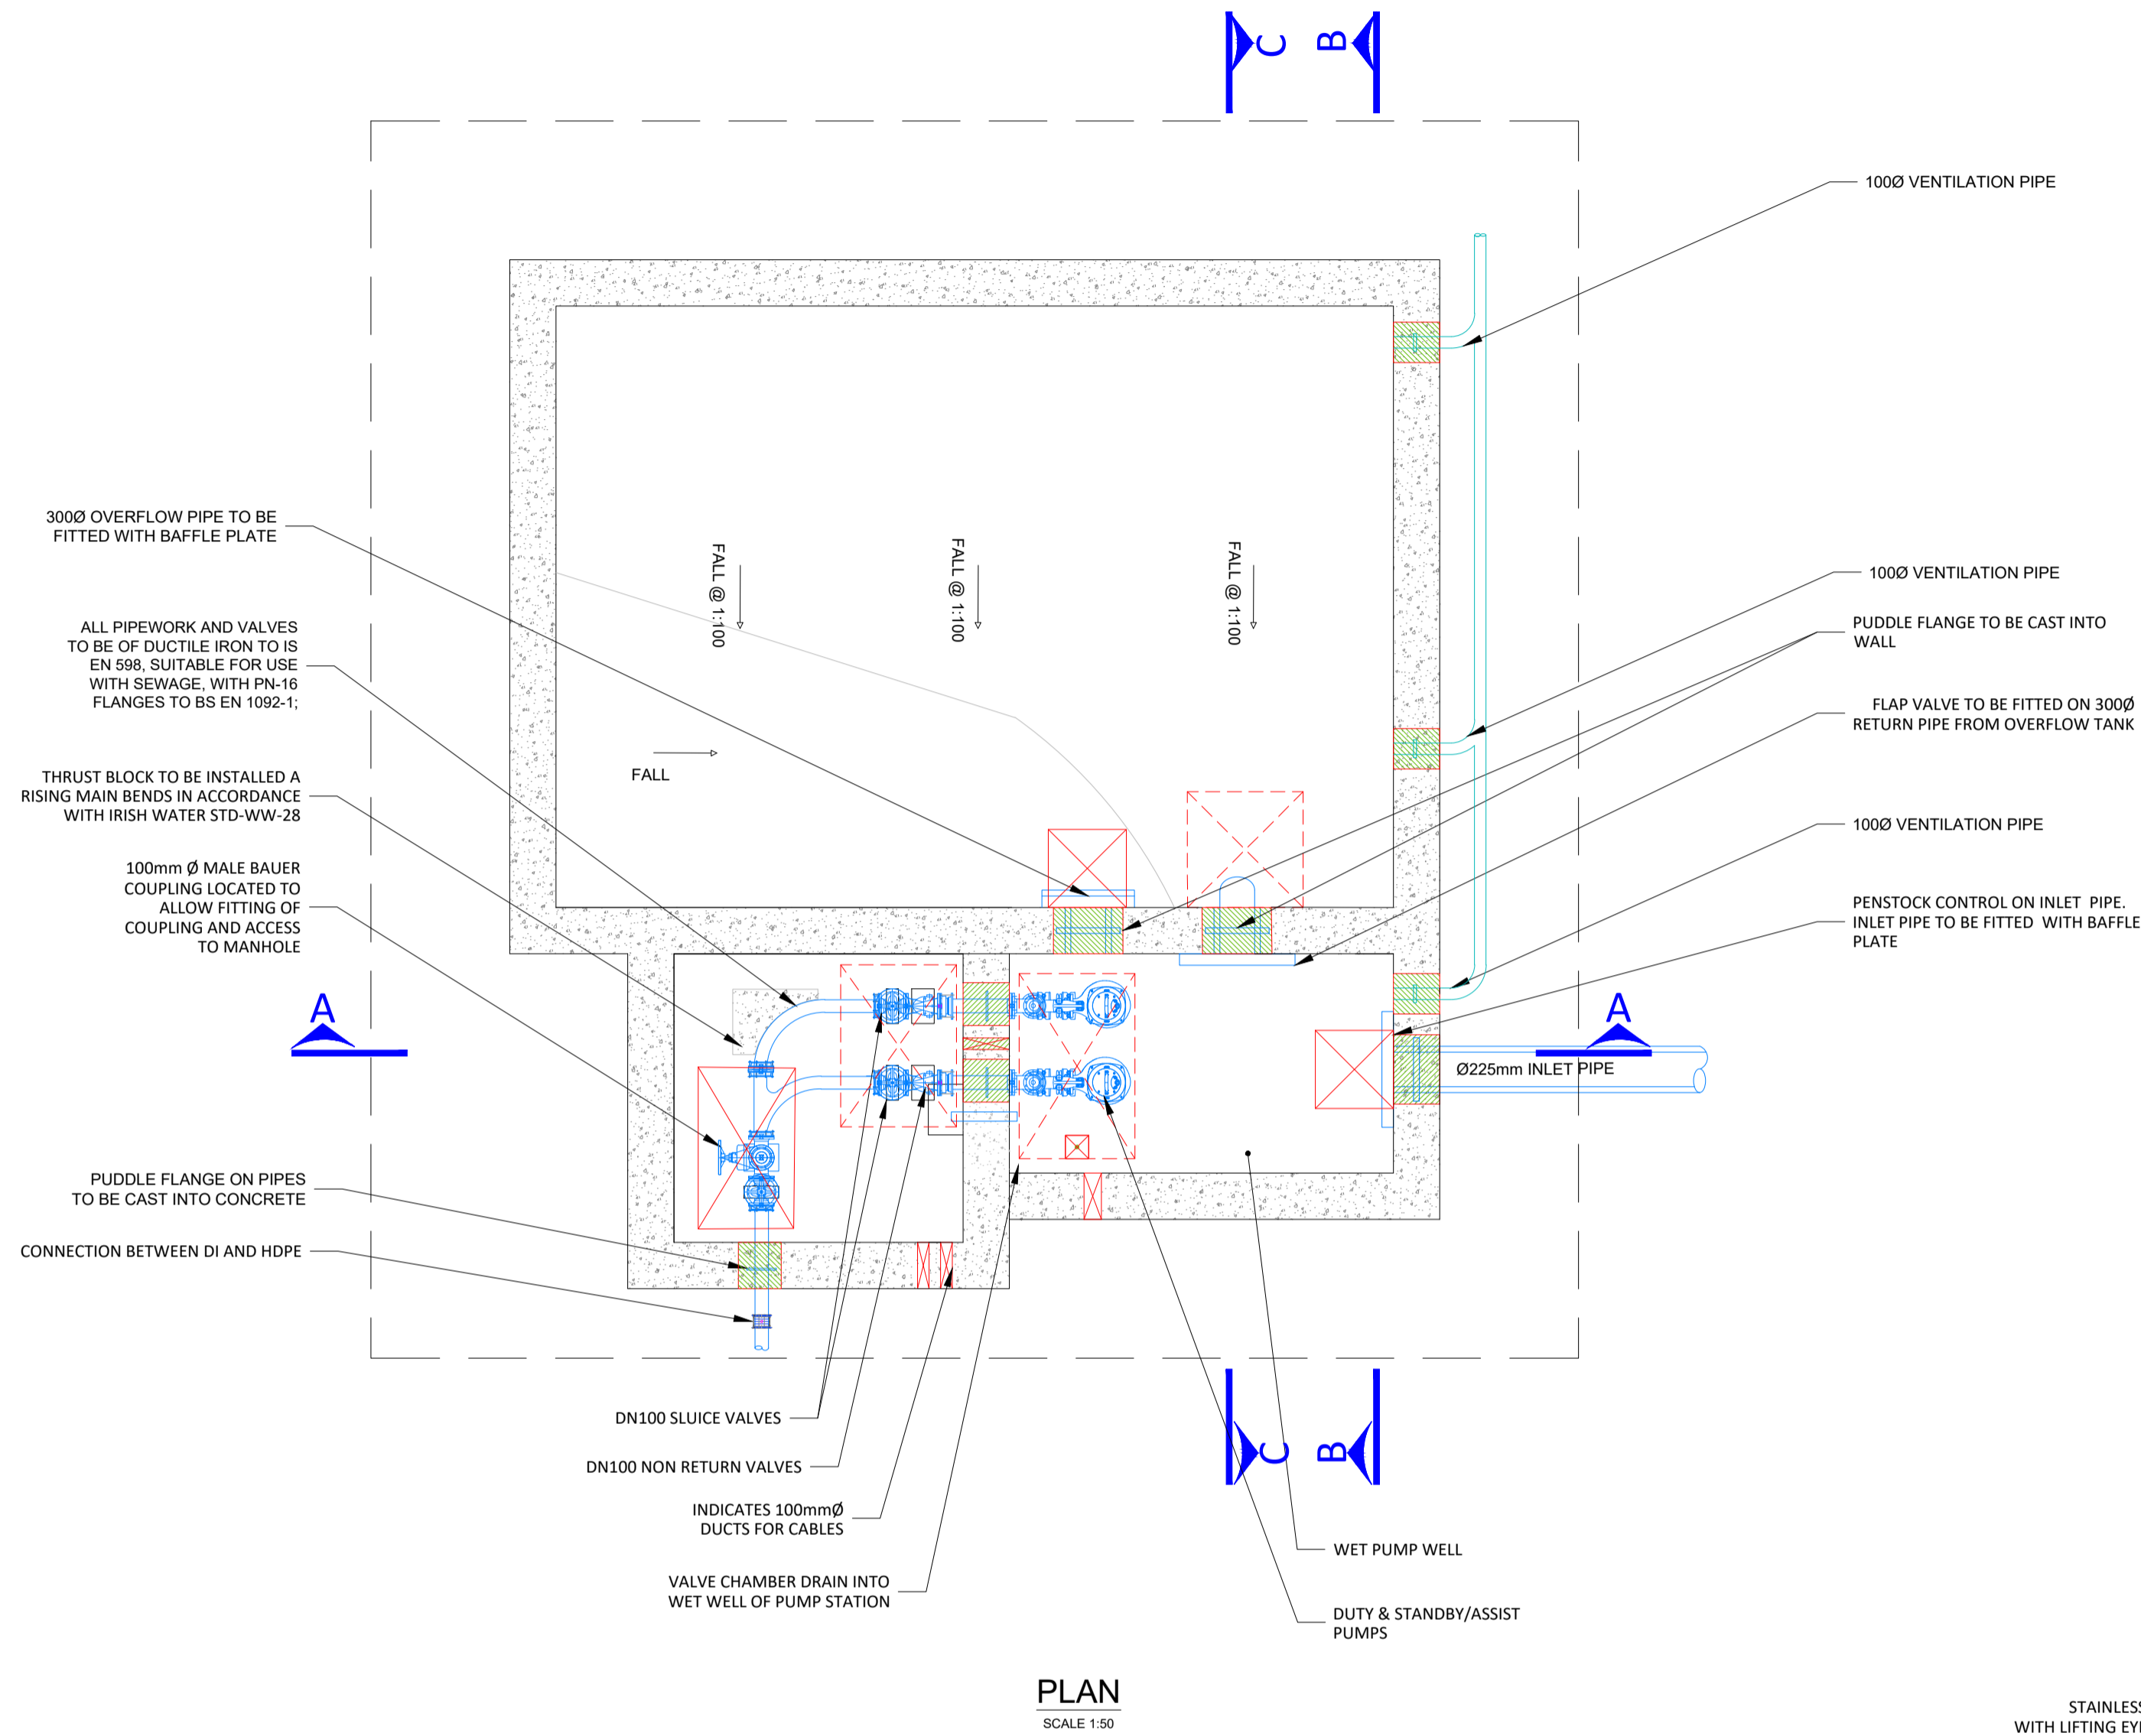 C
B
100Ø VENTILATION PIPE
300Ø OVERFLOW PIPE TO BE
FITTED WITH BAFFLE PLATE
FALL @ 1:100
FALL @ 1:100
FALL @ 1:100
100Ø VENTILATION PIPE
PUDDLE FLANGE TO BE CAST INTO
WALL
ALL PIPEWORK AND VALVES
TO BE OF DUCTILE IRON TO IS
EN 598, SUITABLE FOR USE
WITH SEWAGE, WITH PN-16
FLANGES TO BS EN 1092-1;
FLAP VALVE TO BE FITTED ON 300Ø
RETURN PIPE FROM OVERFLOW TANK
FALL
THRUST BLOCK TO BE INSTALLED A
RISING MAIN BENDS IN ACCORDANCE
WITH IRISH WATER STD-WW-28
100Ø VENTILATION PIPE
100mm Ø MALE BAUER
COUPLING LOCATED TO
ALLOW FITTING OF
COUPLING AND ACCESS
TO MANHOLE
PENSTOCK CONTROL ON INLET PIPE.
INLET PIPE TO BE FITTED WITH BAFFLE
PLATE
A
A
Ø225mm INLET PIPE
PUDDLE FLANGE ON PIPES
TO BE CAST INTO CONCRETE
CONNECTION BETWEEN DI AND HDPE
DN100 SLUICE VALVES
DN100 NON RETURN VALVES
C
B
INDICATES 100mmØ
DUCTS FOR CABLES
WET PUMP WELL
VALVE CHAMBER DRAIN INTO
WET WELL OF PUMP STATION
DUTY & STANDBY/ASSIST
PUMPS
PLAN
SCALE 1:50
STAINLESS
WITH LIFTING EY